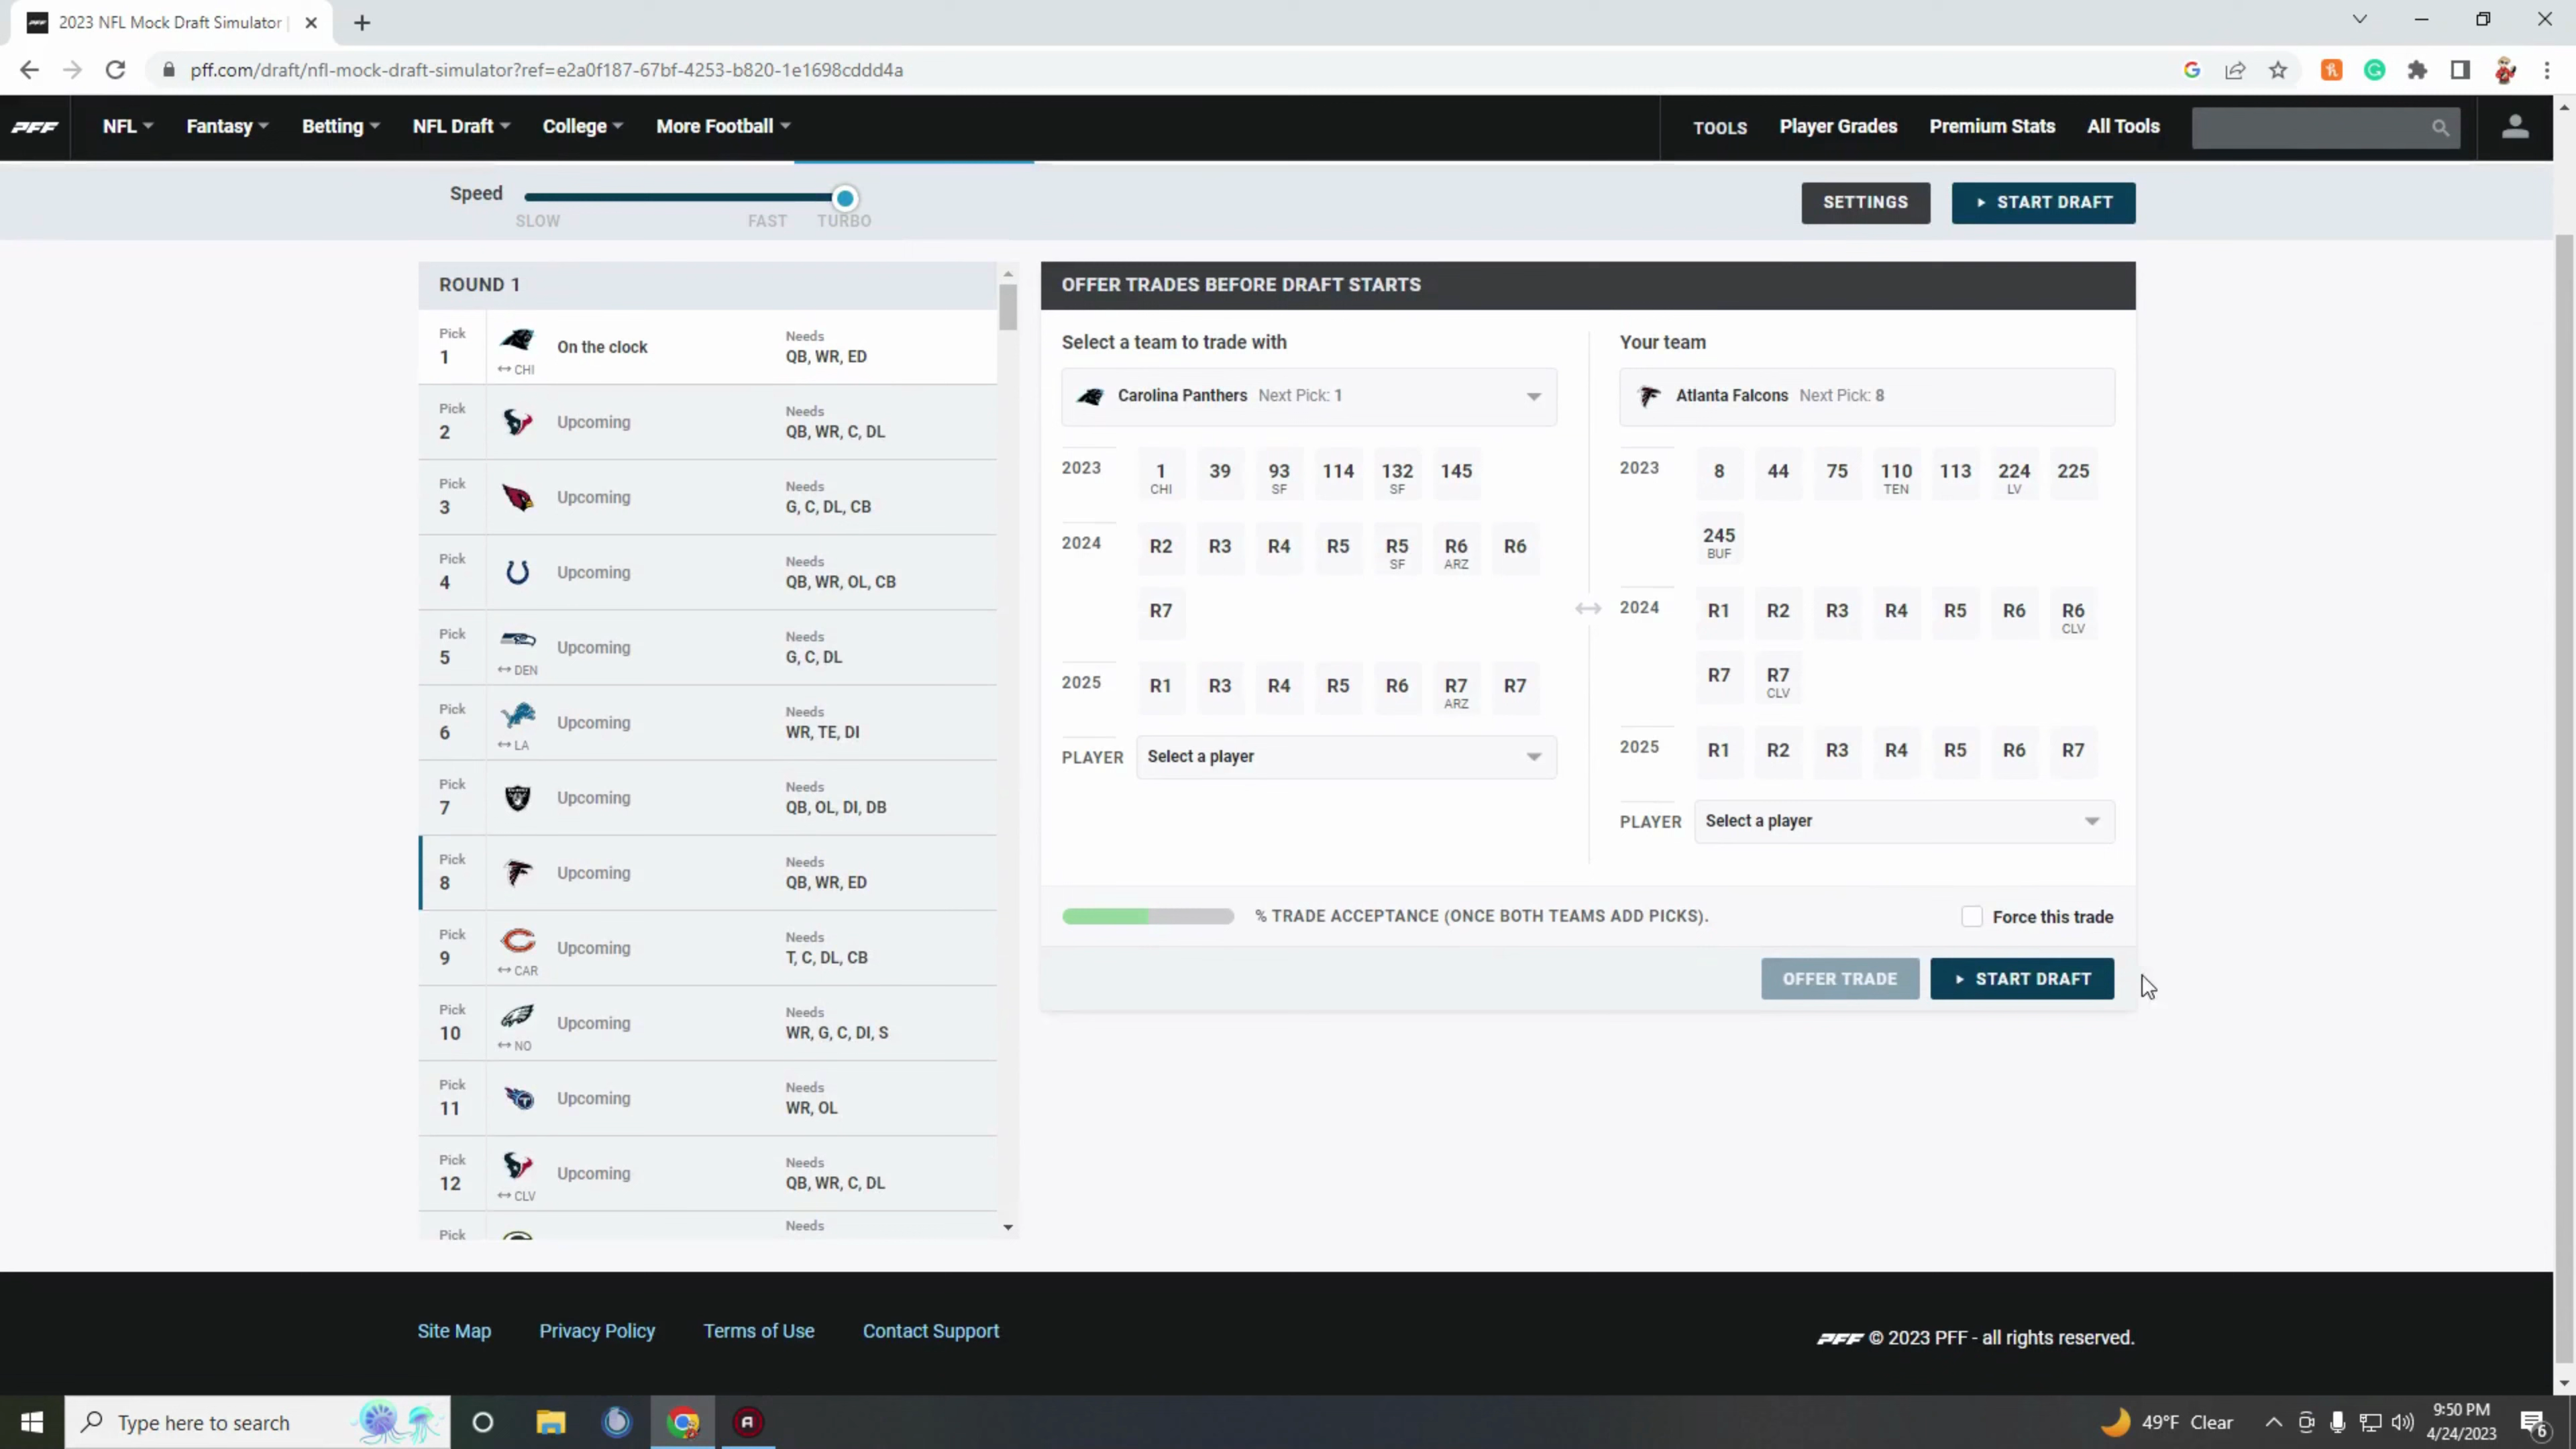 2023 NFL Mock Draft Simulator |
pff.com/draft/nfl-mock-draft-simulator?ref=e2a0f187-67bf-4253-b820-1e1698cddd4a
PFF NFL Fantasy Betting NFL Draft College More Football TOOLS Player Grades Premium Stats All Tools
Speed SLOW FAST TURBO
SETTINGS START DRAFT
ROUND 1
Pick 1 CHI On the clock Needs QB, WR, ED
Pick 2 Upcoming Needs QB, WR, C, DL
Pick 3 Upcoming Needs G, C, DL, CB
Pick 4 Upcoming Needs QB, WR, OL, CB
Pick 5 DEN Upcoming Needs G, C, DL
Pick 6 LA Upcoming Needs WR, TE, DI
Pick 7 Upcoming Needs QB, OL, DI, DB
Pick 8 Upcoming Needs QB, WR, ED
Pick 9 CAR Upcoming Needs T, C, DL, CB
Pick 10 NO Upcoming Needs WR, G, C, DI, S
Pick 11 Upcoming Needs WR, OL
Pick 12 CLV Upcoming Needs QB, WR, C, DL
Pick Needs
OFFER TRADES BEFORE DRAFT STARTS
Select a team to trade with
Carolina Panthers Next Pick: 1
2023 1 CHI 39 93 SF 114 132 SF 145
2024 R2 R3 R4 R5 R5 SF R6 ARZ R6
R7
2025 R1 R3 R4 R5 R6 R7 ARZ R7
PLAYER Select a player
Your team
Atlanta Falcons Next Pick: 8
2023 8 44 75 110 TEN 113 224 LV 225
245 BUF
2024 R1 R2 R3 R4 R5 R6 R6 CLV
R7 R7 CLV
2025 R1 R2 R3 R4 R5 R6 R7
PLAYER Select a player
% TRADE ACCEPTANCE (ONCE BOTH TEAMS ADD PICKS). Force this trade
OFFER TRADE START DRAFT
Site Map Privacy Policy Terms of Use Contact Support
PFF © 2023 PFF - all rights reserved.
Type here to search
49°F Clear
9:50 PM
4/24/2023
6